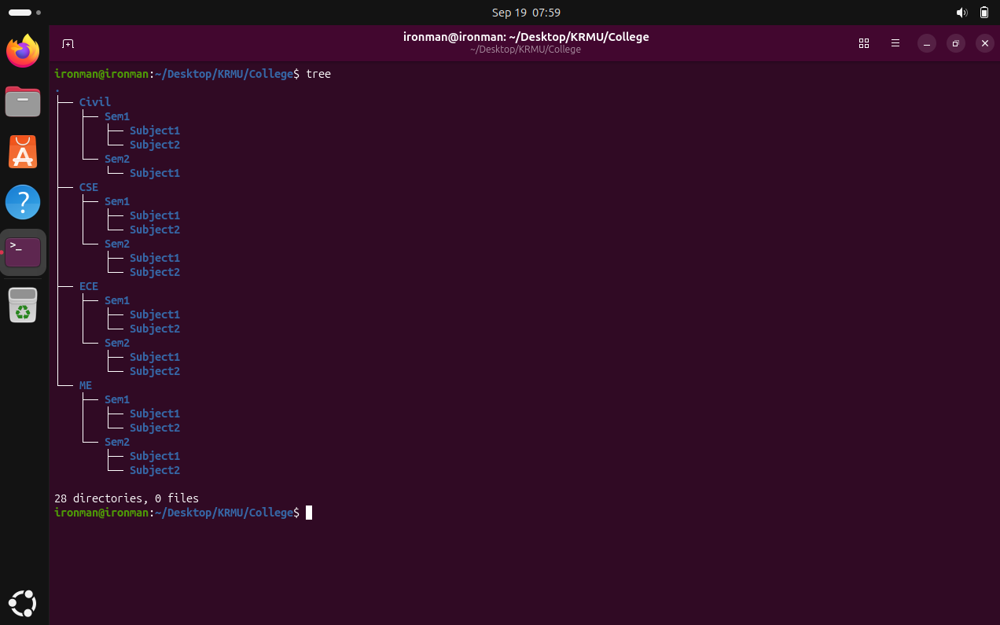 Sep 19 07:59
ironman@ironman: ~/Desktop/KRMU/College
~/Desktop/KRMU/College
ironman@ironman:~/Desktop/KRMU/College$ tree
.
├── Civil
│   ├── Sem1
│   │   ├── Subject1
│   │   └── Subject2
│   └── Sem2
│       └── Subject1
├── CSE
│   ├── Sem1
│   │   ├── Subject1
│   │   └── Subject2
│   └── Sem2
│       ├── Subject1
│       └── Subject2
├── ECE
│   ├── Sem1
│   │   ├── Subject1
│   │   └── Subject2
│   └── Sem2
│       ├── Subject1
│       └── Subject2
└── ME
    ├── Sem1
    │   ├── Subject1
    │   └── Subject2
    └── Sem2
        ├── Subject1
        └── Subject2
28 directories, 0 files
ironman@ironman:~/Desktop/KRMU/College$